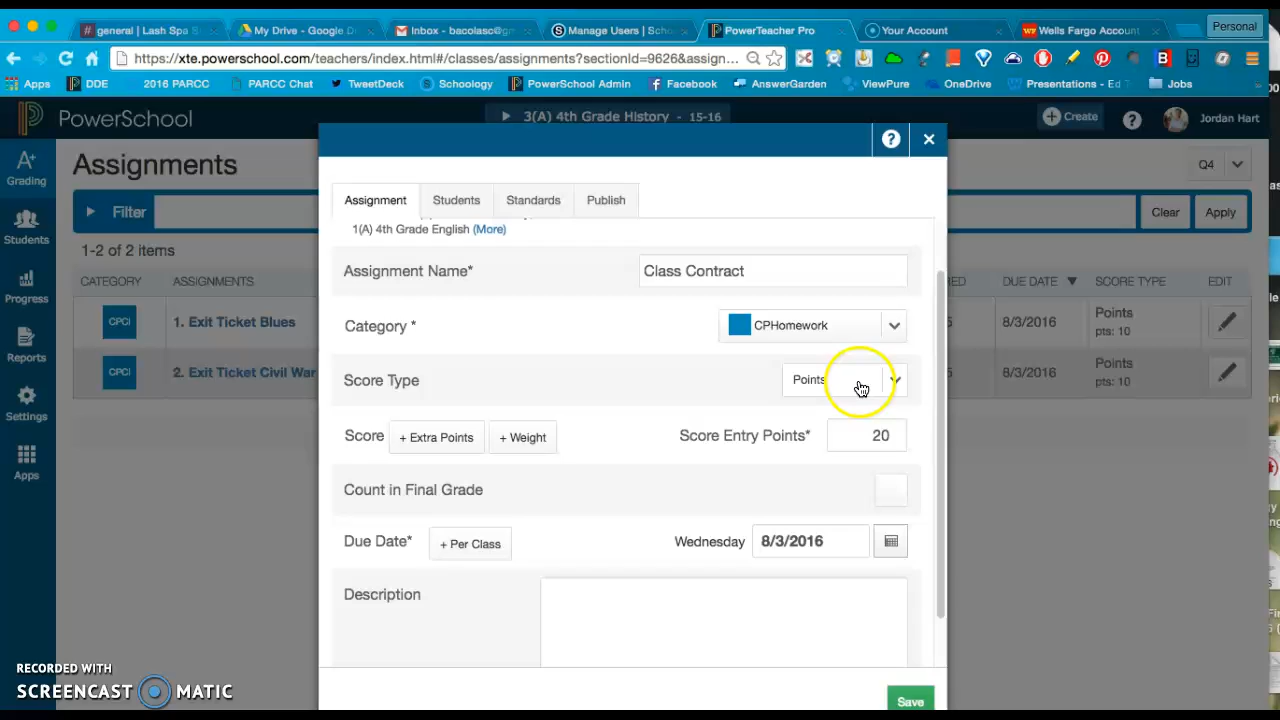 # general | Lash Spa S
My Drive - Google D
Inbox - bacolasc@g
Manage Users | Scho
PowerTeacher Pro
Your Account
Wells Fargo Account
Personal
https://xte.powerschool.com/teachers/index.html#/classes/assignments?sectionId=9626&assign...
Apps
DDE
2016 PARCC
PARCC Chat
TweetDeck
Schoology
PowerSchool Admin
Facebook
AnswerGarden
ViewPure
OneDrive
Presentations - Ed T
Jobs
PowerSchool
3(A) 4th Grade History - 15-16
Create
Jordan Hart
A+
Grading
Students
Progress
Reports
Settings
Apps
Assignments
Q4
Filter
Clear
Apply
1-2 of 2 items
CATEGORY
ASSIGNMENTS
DUE DATE
SCORE TYPE
EDIT
CPCI
1. Exit Ticket Blues
8/3/2016
Points
pts: 10
CPCI
2. Exit Ticket Civil War
8/3/2016
Points
pts: 10
Assignment
Students
Standards
Publish
1(A) 4th Grade English (More)
Assignment Name*
Class Contract
Category *
CPHomework
Score Type
Points
Score
+ Extra Points
+ Weight
Score Entry Points*
20
Count in Final Grade
Due Date*
+ Per Class
Wednesday
8/3/2016
Description
Save
RECORDED WITH
SCREENCAST MATIC